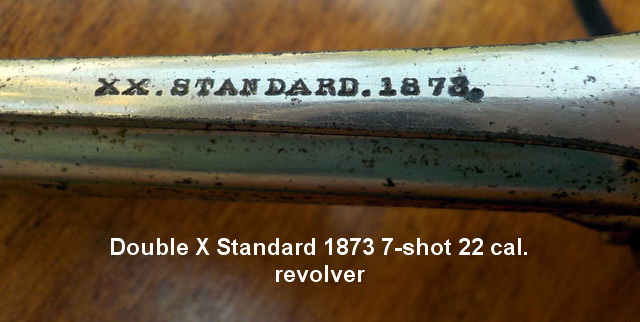 XX.STANDARD.1873.
Double X Standard 1873 7-shot 22 cal.
revolver